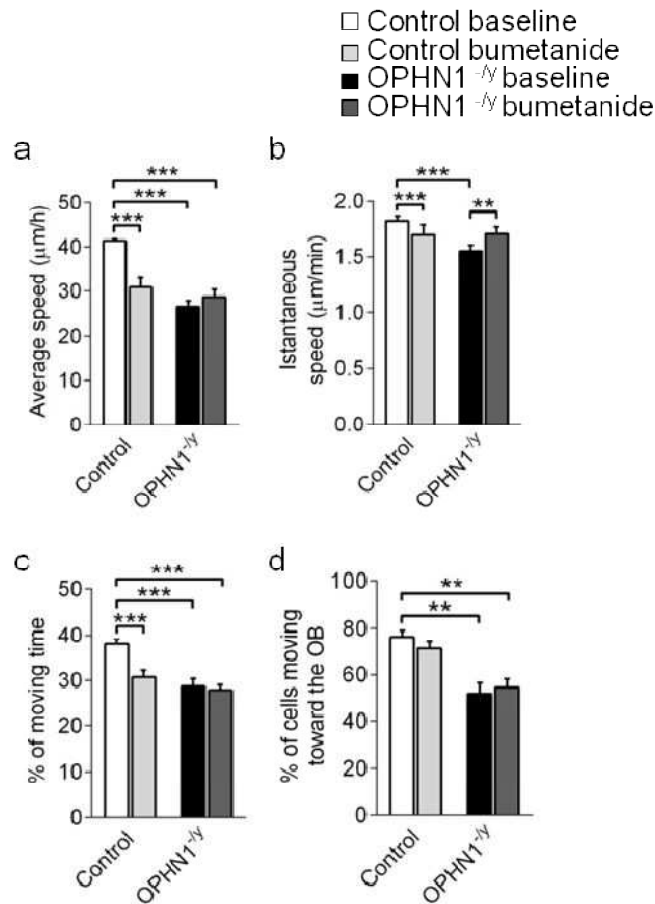 Control baseline
Control bumetanide
OPHN1 -/y baseline
OPHN1 -/y bumetanide
a
Average speed (µm/h)
50
40
30
20
10
0
***
***
***
Control
OPHN1-/y
b
Istantaneous
speed (µm/min)
2.0
1.5
1.0
0.5
0.0
***
***
**
Control
OPHN1-/y
c
% of moving time
50
40
30
20
10
0
***
***
***
Control
OPHN1-/y
d
% of cells moving
toward the OB
100
80
60
40
20
0
**
**
Control
OPHN1-/y